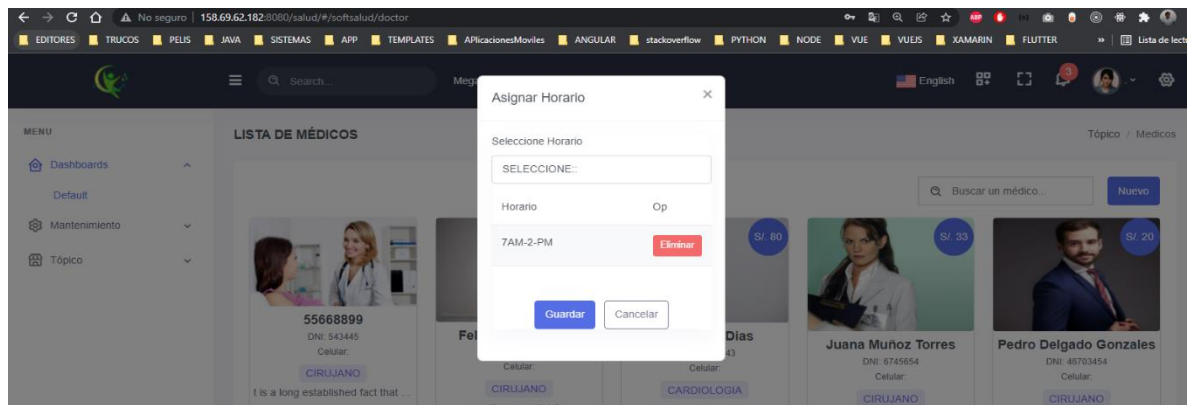 No seguro | 158.69.62.182:8080/salud/#/softsalud/doctor
EDITORES TRUCOS PELIS JAVA SISTEMAS APP TEMPLATES APlicacionesMoviles ANGULAR stackoverflow PYTHON NODE VUE VUEJS XAMARIN FLUTTER » Lista de lect
Search... Mega English 3
Asignar Horario ×
MENU
LISTA DE MÉDICOS
Tópico / Medicos
Seleccione Horario
Dashboards
SELECCIONE::
Default
Buscar un médico... Nuevo
Horario Op
Mantenimiento
7AM-2-PM Eliminar
S/. 80 S/. 33 S/. 20
Tópico
Guardar Cancelar
55668899 Fel Dias Juana Muñoz Torres Pedro Delgado Gonzales
DNI: 543445 43 DNI: 6745654 DNI: 46703454
Celular: Celular: Celular: Celular: Celular:
CIRUJANO CIRUJANO CARDIOLOGIA CIRUJANO CIRUJANO
t is a long established fact that ...